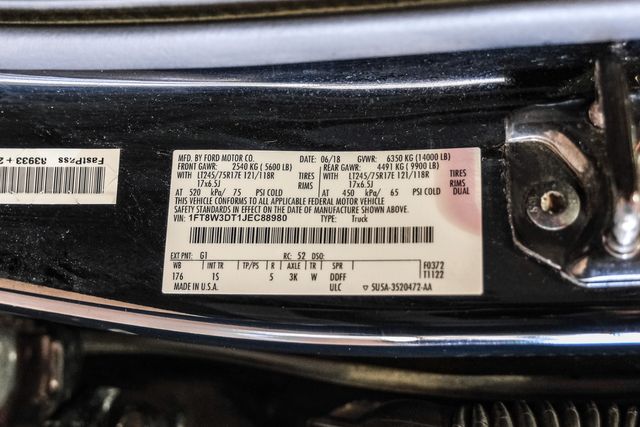 FastPass 83933 + 2
MFD. BY FORD MOTOR CO. 06/18 GVWR: 6350 KG (14000 LB)
FRONT GAWR: 2540 KG ( 5600 LB) REAR GAWR: 4491 KG ( 9900 LB)
WITH LT245/75R17E 121/118R TIRES WITH LT245/75R17E 121/118R TIRES
17x6.5J RIMS 17x6.5J RIMS
AT 520 kPa/ 75 PSI COLD AT 450 kPa/ 65 PSI COLD DUAL
THIS VEHICLE CONFORMS TO ALL APPLICABLE FEDERAL MOTOR VEHICLE
SAFETY STANDARDS IN EFFECT ON THE DATE OF MANUFACTURE SHOWN ABOVE.
VIN: 1FT8W3DT1JEC88980 TYPE: Truck
EXT PNT: G1 RC: 52 DSO:
WB INT TR TP/PS R AXLE TR SPR F0372
176 1S 5 3K W DDFF T1122
MADE IN U.S.A. ULC 5U5A-3520472-AA